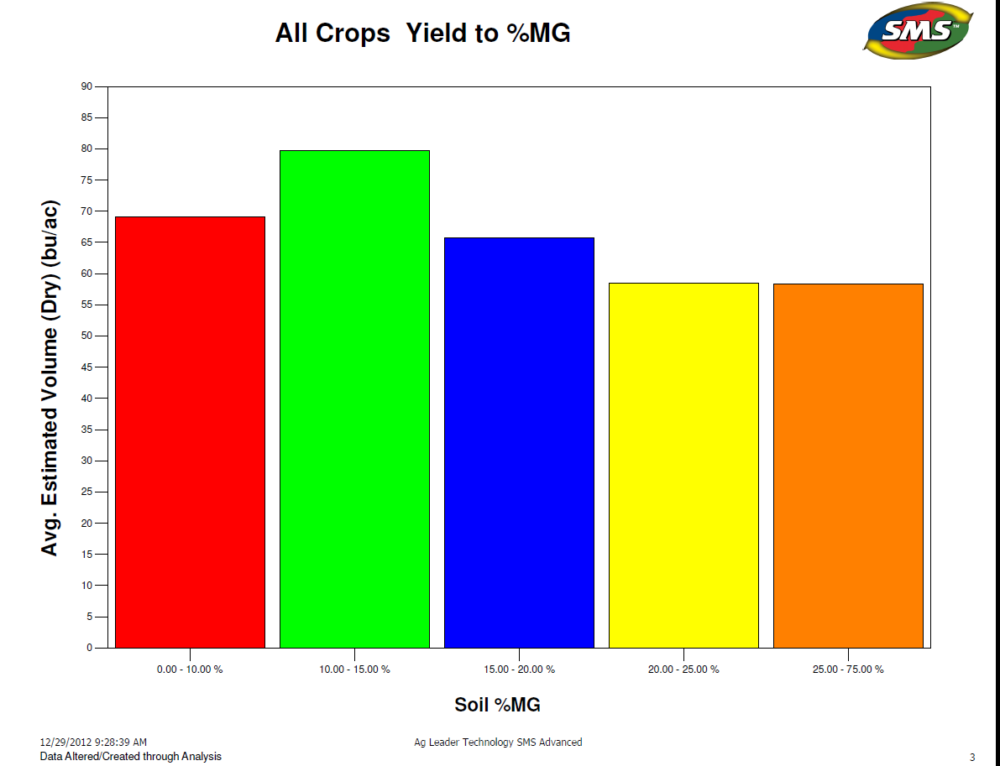 All Crops  Yield to %MG
SMS™
Avg. Estimated Volume (Dry) (bu/ac)
90
85
80
75
70
65
60
55
50
45
40
35
30
25
20
15
10
5
0
0.00 - 10.00 %
10.00 - 15.00 %
15.00 - 20.00 %
20.00 - 25.00 %
25.00 - 75.00 %
Soil %MG
12/29/2012 9:28:39 AM
Ag Leader Technology SMS Advanced
Data Altered/Created through Analysis
3